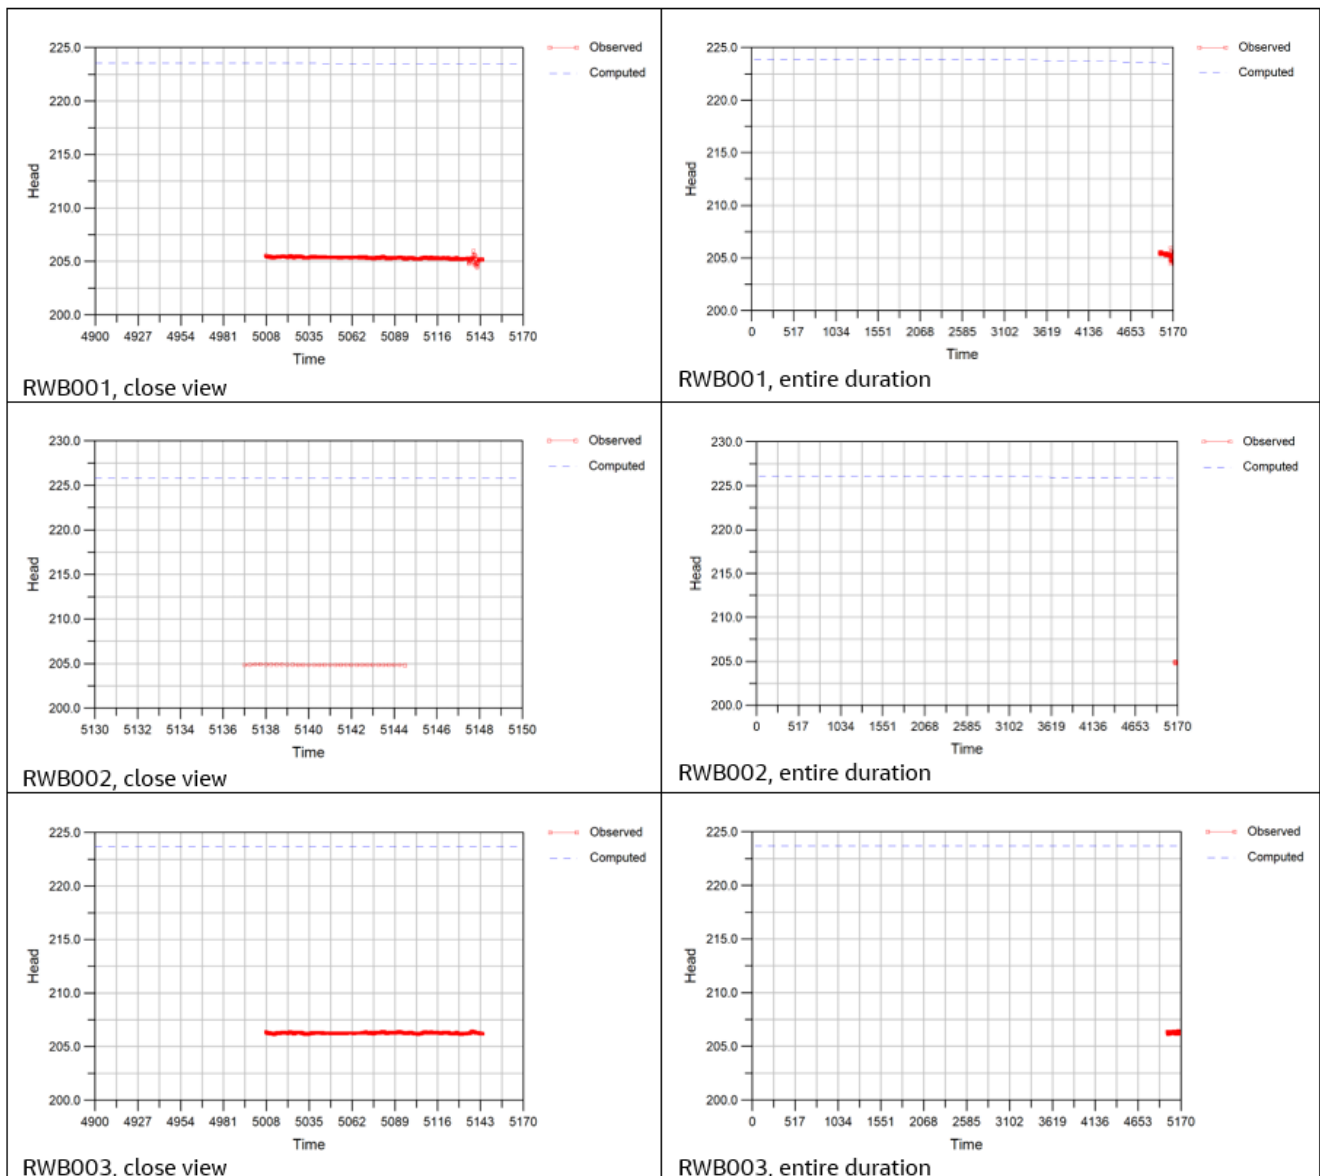 225.0
220.0
215.0
210.0
205.0
200.0
Head
4900 4927 4954 4981 5008 5035 5062 5089 5116 5143 5170
Time
Observed
Computed
RWB001, close view
225.0
220.0
215.0
210.0
205.0
200.0
Head
0 517 1034 1551 2068 2585 3102 3619 4136 4653 5170
Time
Observed
Computed
RWB001, entire duration
230.0
225.0
220.0
215.0
210.0
205.0
200.0
Head
5130 5132 5134 5136 5138 5140 5142 5144 5146 5148 5150
Time
Observed
Computed
RWB002, close view
230.0
225.0
220.0
215.0
210.0
205.0
200.0
Head
0 517 1034 1551 2068 2585 3102 3619 4136 4653 5170
Time
Observed
Computed
RWB002, entire duration
225.0
220.0
215.0
210.0
205.0
200.0
Head
4900 4927 4954 4981 5008 5035 5062 5089 5116 5143 5170
Time
Observed
Computed
RWB003, close view
225.0
220.0
215.0
210.0
205.0
200.0
Head
0 517 1034 1551 2068 2585 3102 3619 4136 4653 5170
Time
Observed
Computed
RWB003, entire duration